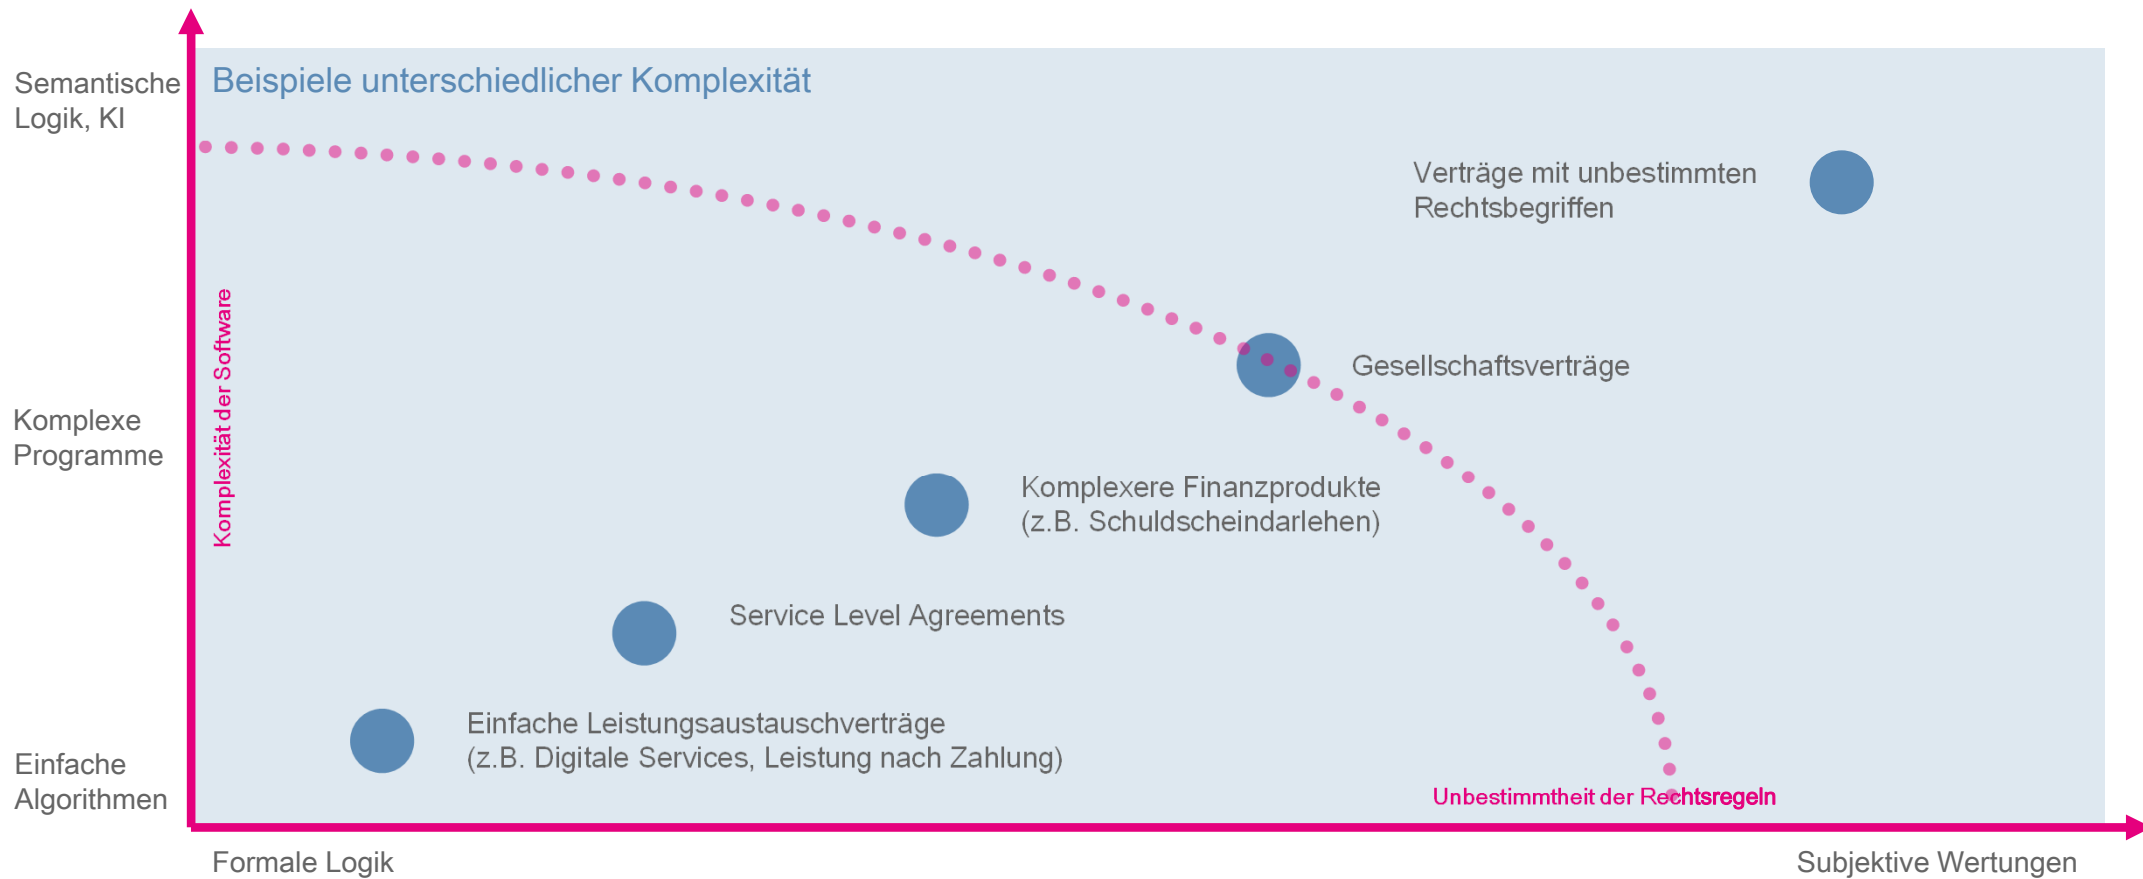 Semantische
Logik, KI
Beispiele unterschiedlicher Komplexität
Verträge mit unbestimmten
Rechtsbegriffen
Komplexität der Software
Gesellschaftsverträge
Komplexe
Programme
Komplexere Finanzprodukte
(z.B. Schuldscheindarlehen)
Service Level Agreements
Einfache Leistungsaustauschverträge
(z.B. Digitale Services, Leistung nach Zahlung)
Einfache
Algorithmen
Unbestimmtheit der Rechtsregeln
Formale Logik
Subjektive Wertungen